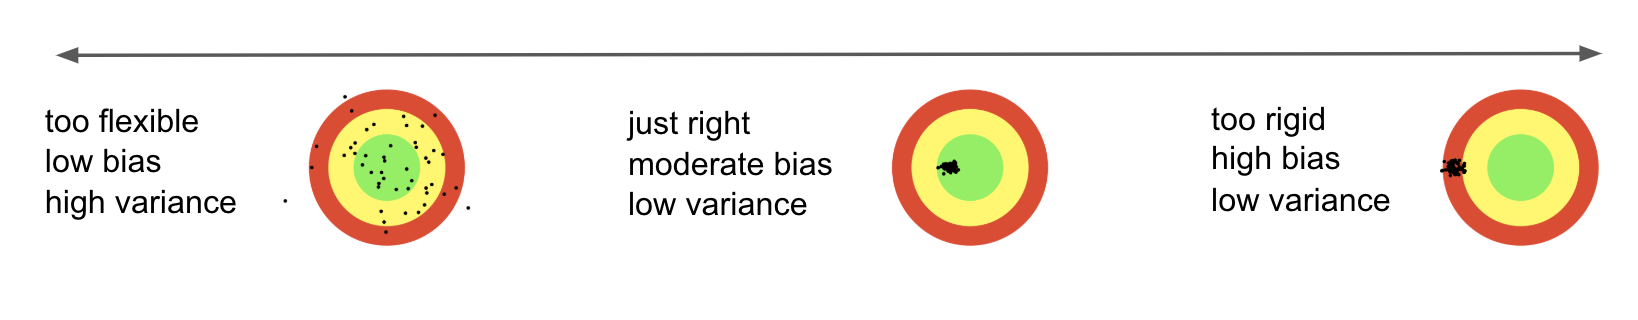 too flexible
low bias
high variance
just right
moderate bias
low variance
too rigid
high bias
low variance